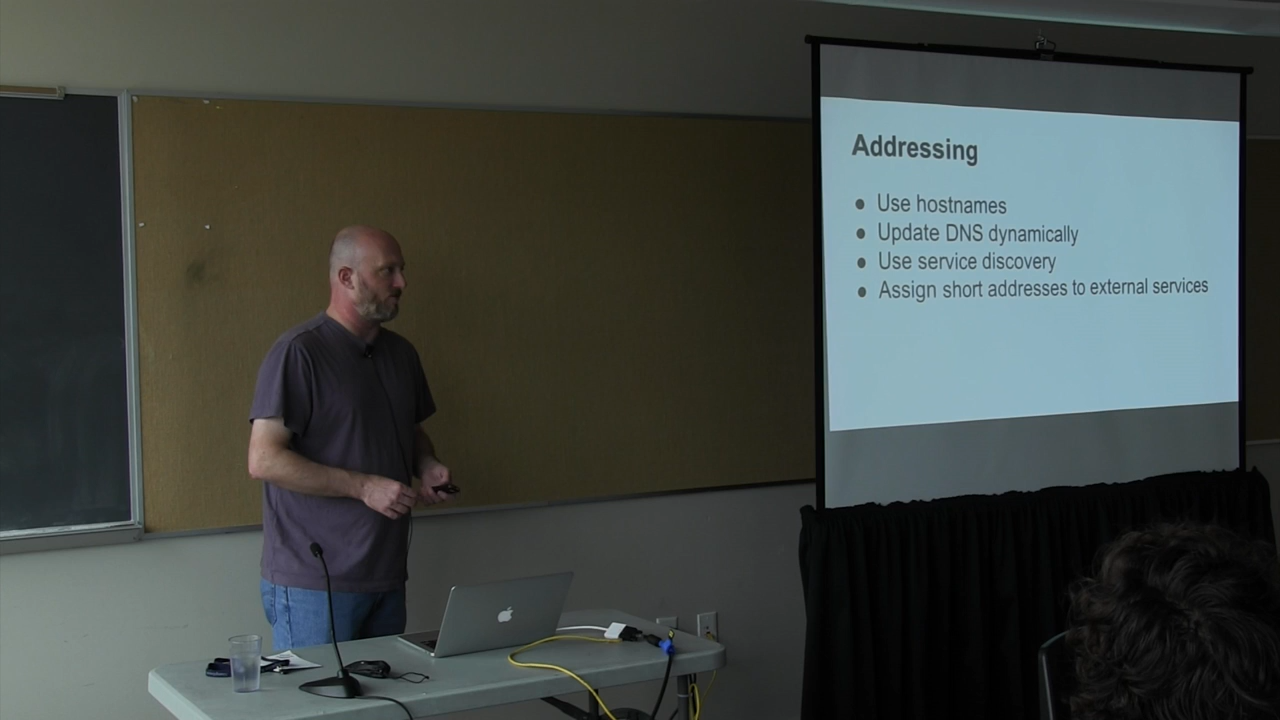 Addressing
● Use hostnames
● Update DNS dynamically
● Use service discovery
● Assign short addresses to external services